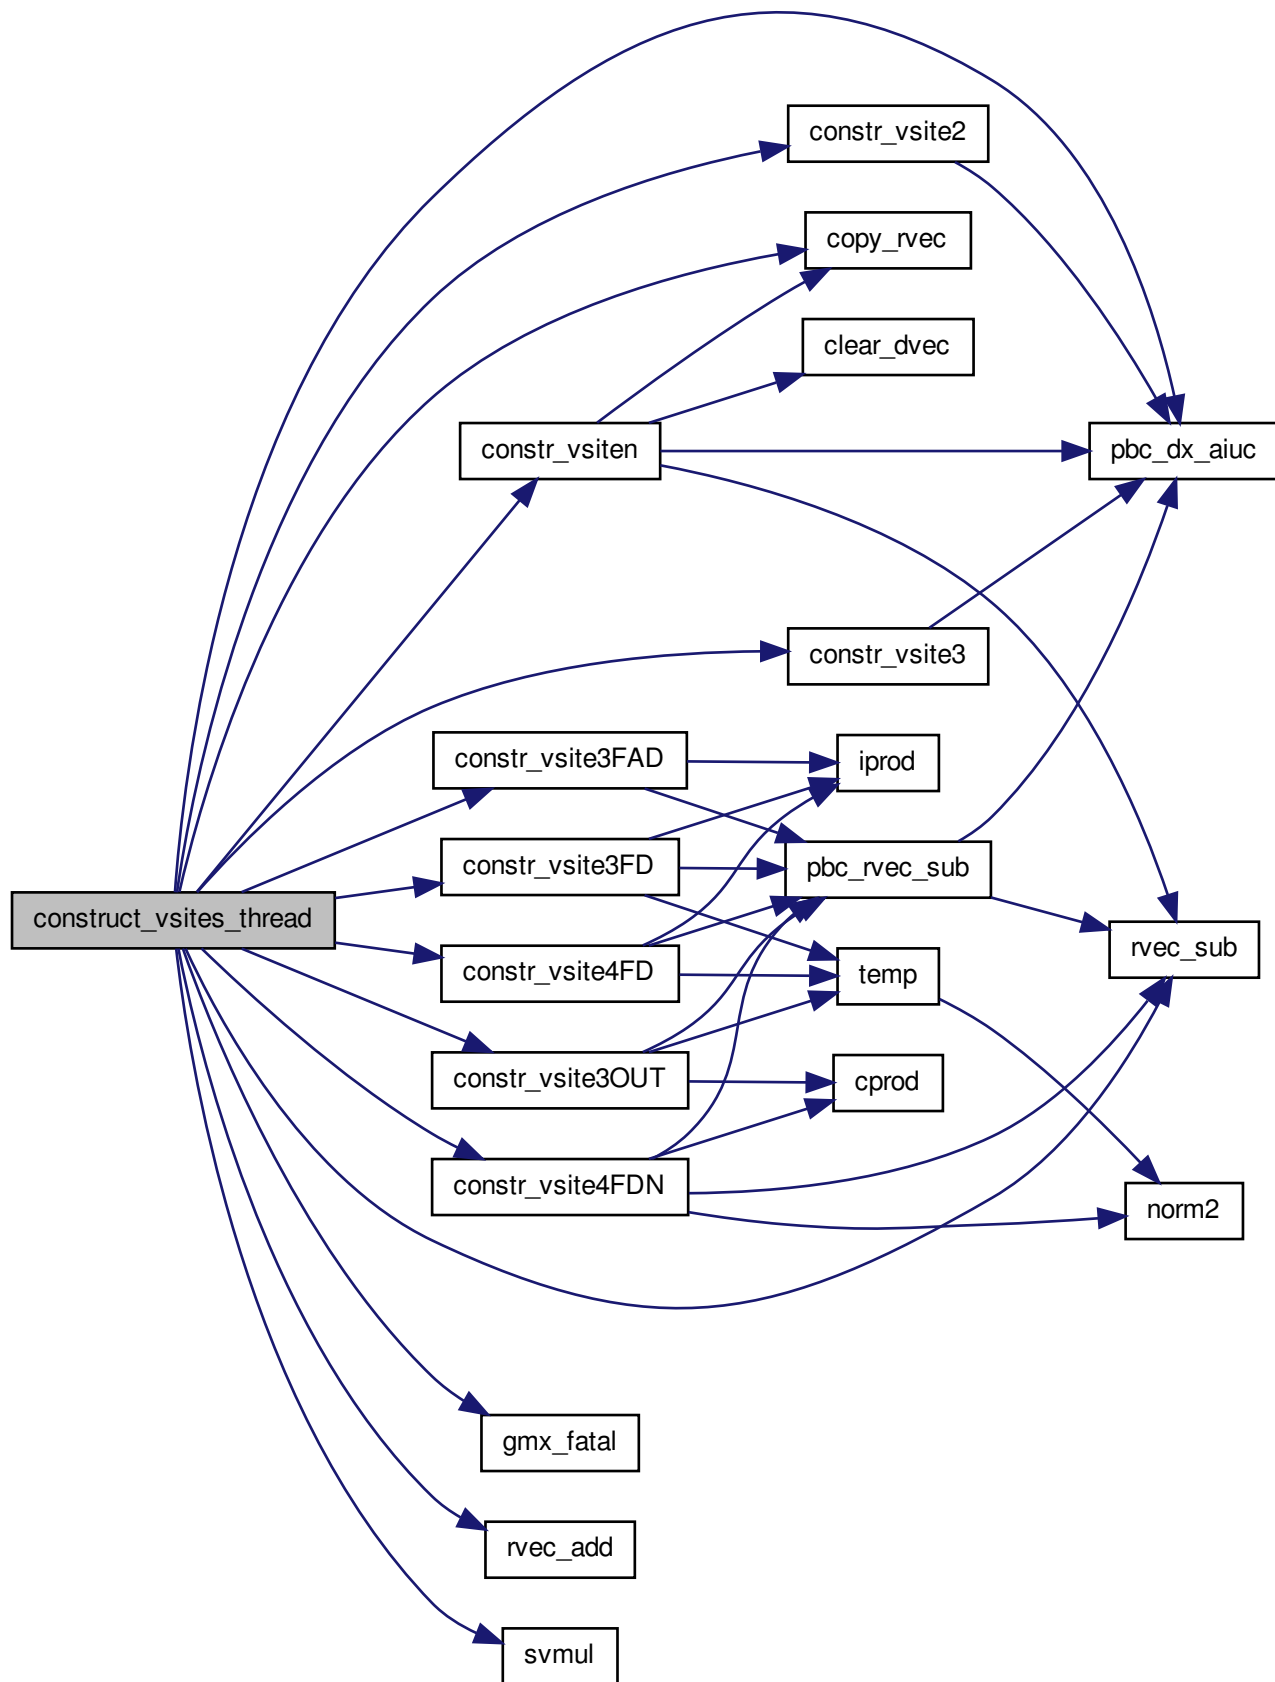 constr_vsite2
copy_rvec
clear_dvec
constr_vsiten
pbc_dx_aiuc
constr_vsite3
constr_vsite3FAD
iprod
constr_vsite3FD
pbc_rvec_sub
construct_vsites_thread
rvec_sub
constr_vsite4FD
temp
constr_vsite3OUT
cprod
constr_vsite4FDN
norm2
gmx_fatal
rvec_add
svmul